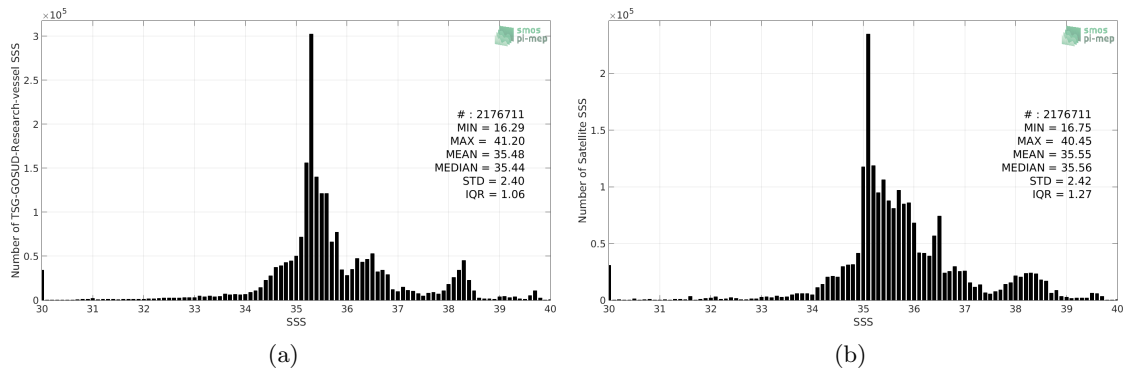 ×10⁵
3
2.5
2
1.5
1
0.5
0
Number of TSG-GOSUD-Research-vessel SSS
smos
pi-mep
# : 2176711
MIN = 16.29
MAX = 41.20
MEAN = 35.48
MEDIAN = 35.44
STD = 2.40
IQR = 1.06
30 31 32 33 34 35 36 37 38 39 40
SSS
(a)
×10⁵
2
1.5
1
0.5
0
Number of Satellite SSS
smos
pi-mep
# : 2176711
MIN = 16.75
MAX = 40.45
MEAN = 35.55
MEDIAN = 35.56
STD = 2.42
IQR = 1.27
30 31 32 33 34 35 36 37 38 39 40
SSS
(b)